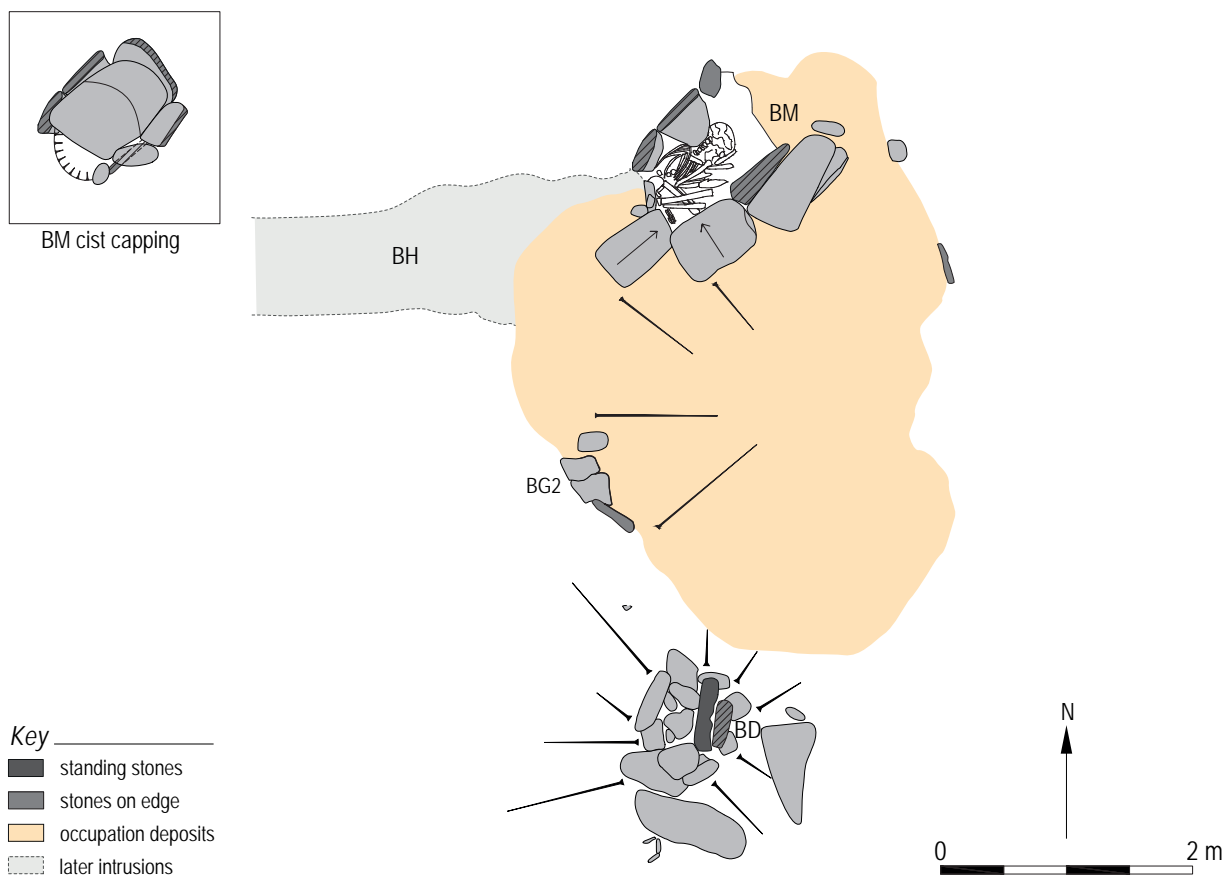 BM cist capping
BM
BH
BG2
BD
Key
standing stones
stones on edge
occupation deposits
later intrusions
N
0 2 m